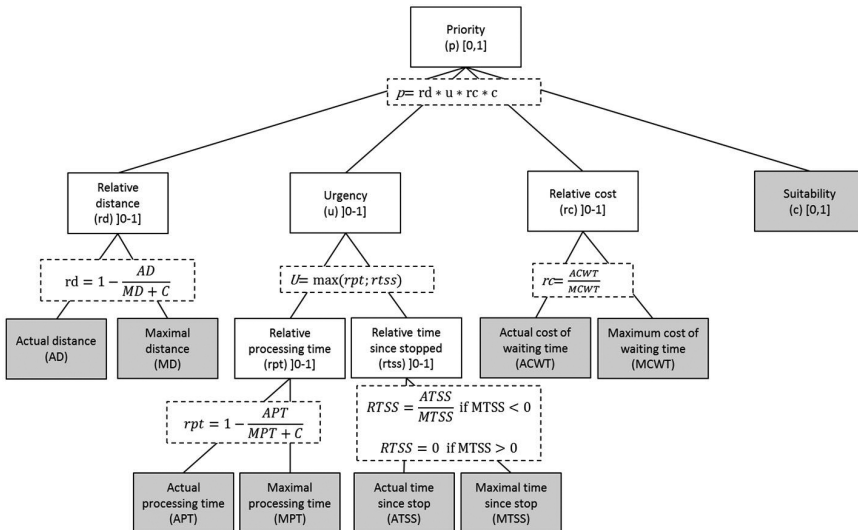 Priority
(p) [0,1]
p= rd * u * rc * c
Relative
distance
(rd) ]0-1]
Urgency
(u) ]0-1]
Relative cost
(rc) ]0-1]
Suitability
(c) [0,1]
rd = 1 − AD / MD + C
U= max(rpt; rtss)
rc= ACWT / MCWT
Actual distance
(AD)
Maximal
distance
(MD)
Relative
processing time
(rpt) ]0-1]
Relative time
since stopped
(rtss) ]0-1]
Actual cost of
waiting time
(ACWT)
Maximum cost of
waiting time
(MCWT)
rpt = 1 − APT / MPT + C
RTSS = ATSS / MTSS if MTSS < 0
RTSS = 0 if MTSS > 0
Actual
processing time
(APT)
Maximal
processing time
(MPT)
Actual time
since stop
(ATSS)
Maximal time
since stop
(MTSS)